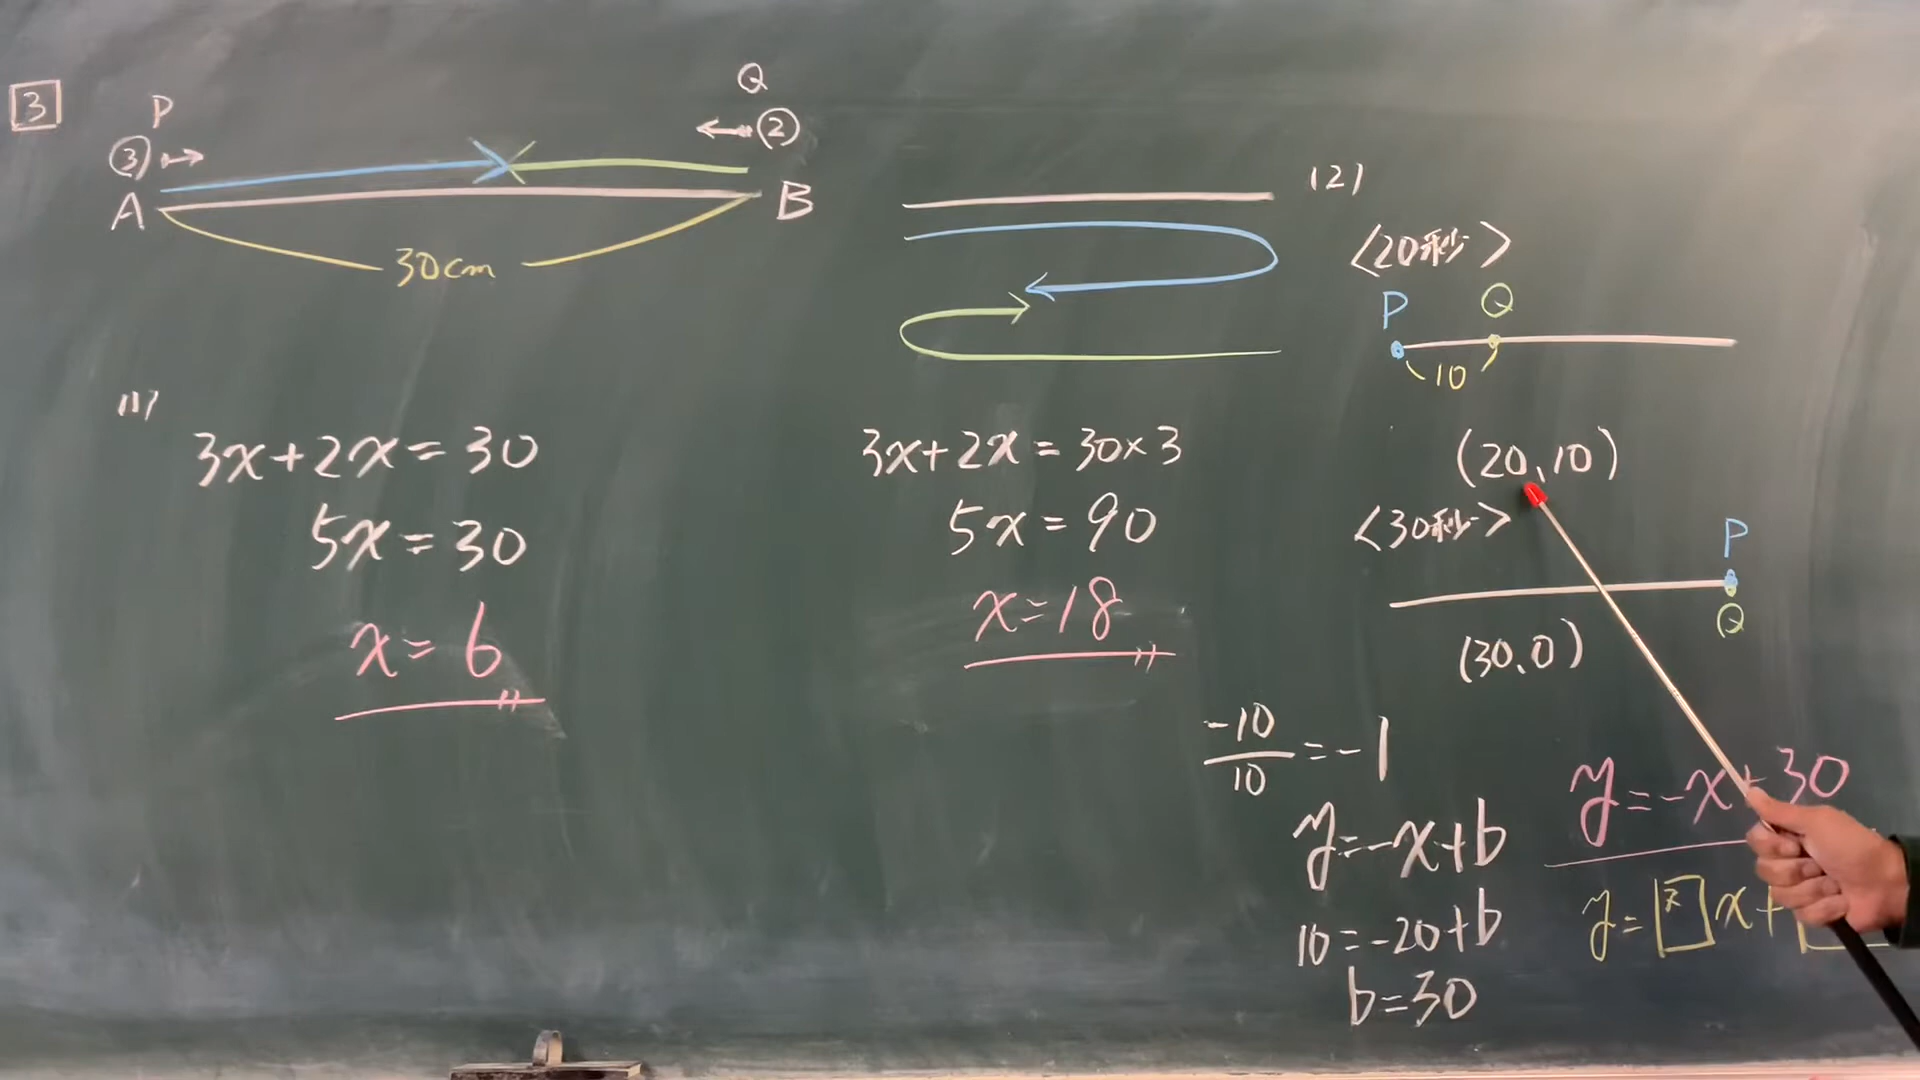 3
P
Q
③
②
A
B
30cm
(1)
3x+2x=30
5x=30
x=6
3x+2x=30×3
5x=90
x=18
(2)
<20秒>
P
Q
10
(20,10)
<30秒>
P
Q
(30,0)
-10/10=-1
y=-x+b
10=-20+b
b=30
y=-x+30
y=□x+